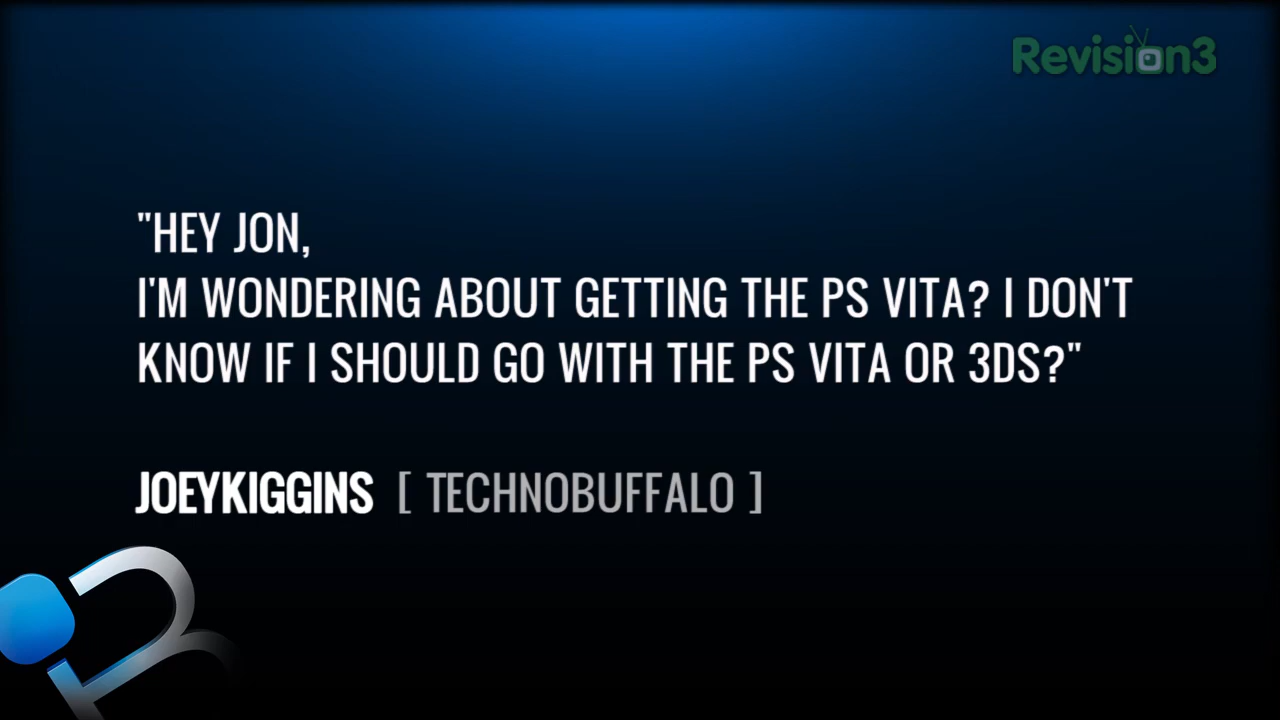 Revision3
"HEY JON,
I'M WONDERING ABOUT GETTING THE PS VITA? I DON'T
KNOW IF I SHOULD GO WITH THE PS VITA OR 3DS?"
JOEYKIGGINS [ TECHNOBUFFALO ]